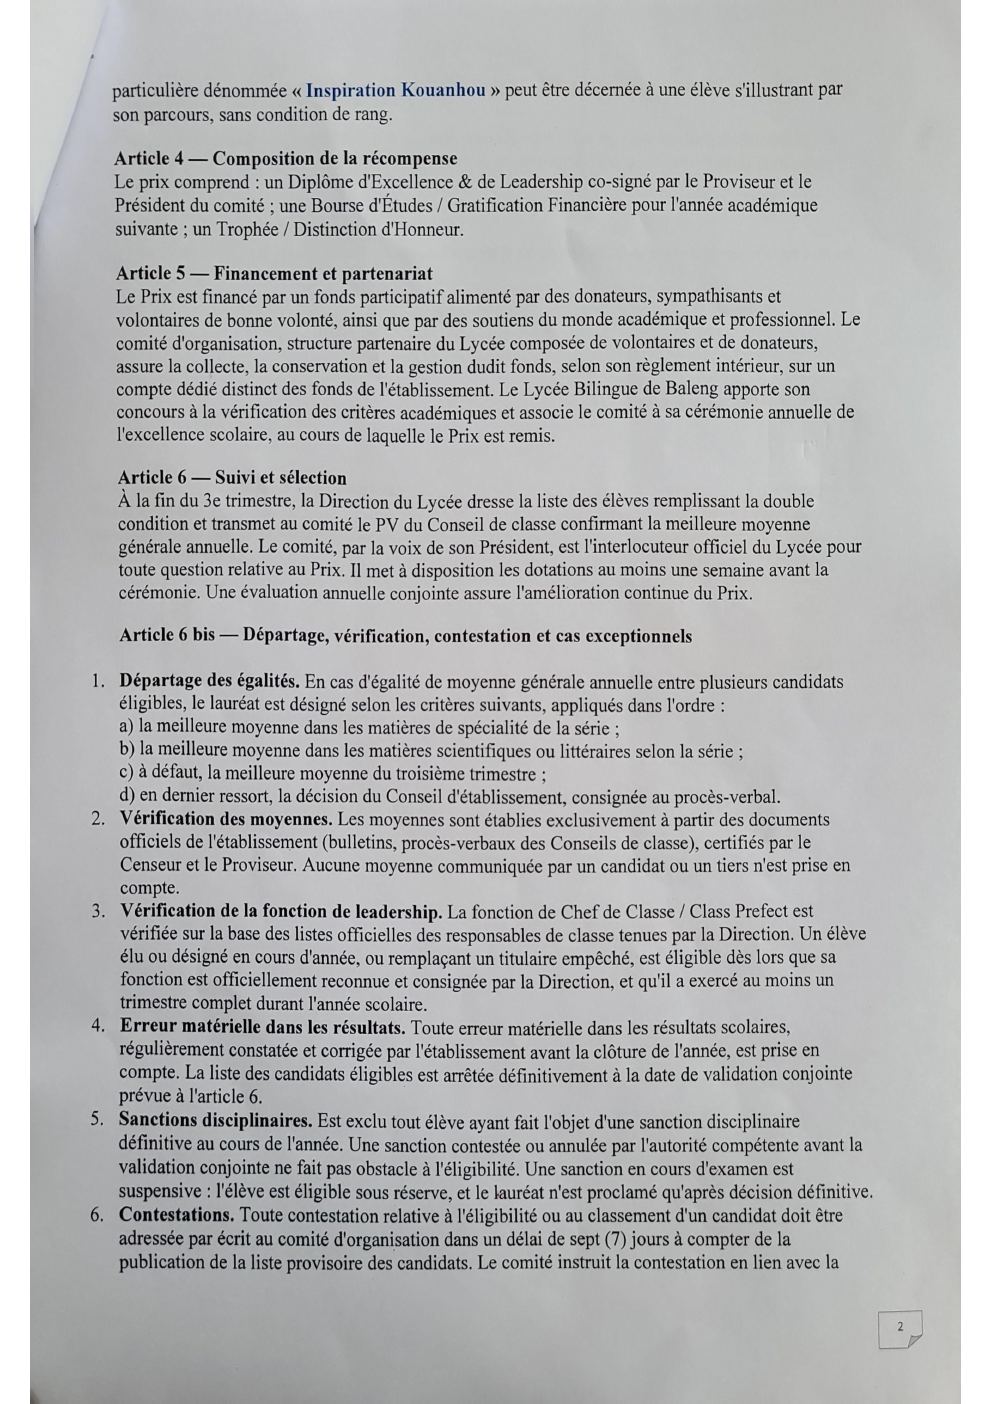 particulière dénommée « Inspiration Kouanhou » peut être décernée à une élève s'illustrant par
son parcours, sans condition de rang.
Article 4 — Composition de la récompense
Le prix comprend : un Diplôme d'Excellence & de Leadership co-signé par le Proviseur et le
Président du comité ; une Bourse d'Études / Gratification Financière pour l'année académique
suivante ; un Trophée / Distinction d'Honneur.
Article 5 — Financement et partenariat
Le Prix est financé par un fonds participatif alimenté par des donateurs, sympathisants et
volontaires de bonne volonté, ainsi que par des soutiens du monde académique et professionnel. Le
comité d'organisation, structure partenaire du Lycée composée de volontaires et de donateurs,
assure la collecte, la conservation et la gestion dudit fonds, selon son règlement intérieur, sur un
compte dédié distinct des fonds de l'établissement. Le Lycée Bilingue de Baleng apporte son
concours à la vérification des critères académiques et associe le comité à sa cérémonie annuelle de
l'excellence scolaire, au cours de laquelle le Prix est remis.
Article 6 — Suivi et sélection
À la fin du 3e trimestre, la Direction du Lycée dresse la liste des élèves remplissant la double
condition et transmet au comité le PV du Conseil de classe confirmant la meilleure moyenne
générale annuelle. Le comité, par la voix de son Président, est l'interlocuteur officiel du Lycée pour
toute question relative au Prix. Il met à disposition les dotations au moins une semaine avant la
cérémonie. Une évaluation annuelle conjointe assure l'amélioration continue du Prix.
Article 6 bis — Départage, vérification, contestation et cas exceptionnels
1. Départage des égalités. En cas d'égalité de moyenne générale annuelle entre plusieurs candidats
éligibles, le lauréat est désigné selon les critères suivants, appliqués dans l'ordre :
a) la meilleure moyenne dans les matières de spécialité de la série ;
b) la meilleure moyenne dans les matières scientifiques ou littéraires selon la série ;
c) à défaut, la meilleure moyenne du troisième trimestre ;
d) en dernier ressort, la décision du Conseil d'établissement, consignée au procès-verbal.
2. Vérification des moyennes. Les moyennes sont établies exclusivement à partir des documents
officiels de l'établissement (bulletins, procès-verbaux des Conseils de classe), certifiés par le
Censeur et le Proviseur. Aucune moyenne communiquée par un candidat ou un tiers n'est prise en
compte.
3. Vérification de la fonction de leadership. La fonction de Chef de Classe / Class Prefect est
vérifiée sur la base des listes officielles des responsables de classe tenues par la Direction. Un élève
élu ou désigné en cours d'année, ou remplaçant un titulaire empêché, est éligible dès lors que sa
fonction est officiellement reconnue et consignée par la Direction, et qu'il a exercé au moins un
trimestre complet durant l'année scolaire.
4. Erreur matérielle dans les résultats. Toute erreur matérielle dans les résultats scolaires,
régulièrement constatée et corrigée par l'établissement avant la clôture de l'année, est prise en
compte. La liste des candidats éligibles est arrêtée définitivement à la date de validation conjointe
prévue à l'article 6.
5. Sanctions disciplinaires. Est exclu tout élève ayant fait l'objet d'une sanction disciplinaire
définitive au cours de l'année. Une sanction contestée ou annulée par l'autorité compétente avant la
validation conjointe ne fait pas obstacle à l'éligibilité. Une sanction en cours d'examen est
suspensive : l'élève est éligible sous réserve, et le lauréat n'est proclamé qu'après décision définitive.
6. Contestations. Toute contestation relative à l'éligibilité ou au classement d'un candidat doit être
adressée par écrit au comité d'organisation dans un délai de sept (7) jours à compter de la
publication de la liste provisoire des candidats. Le comité instruit la contestation en lien avec la
2